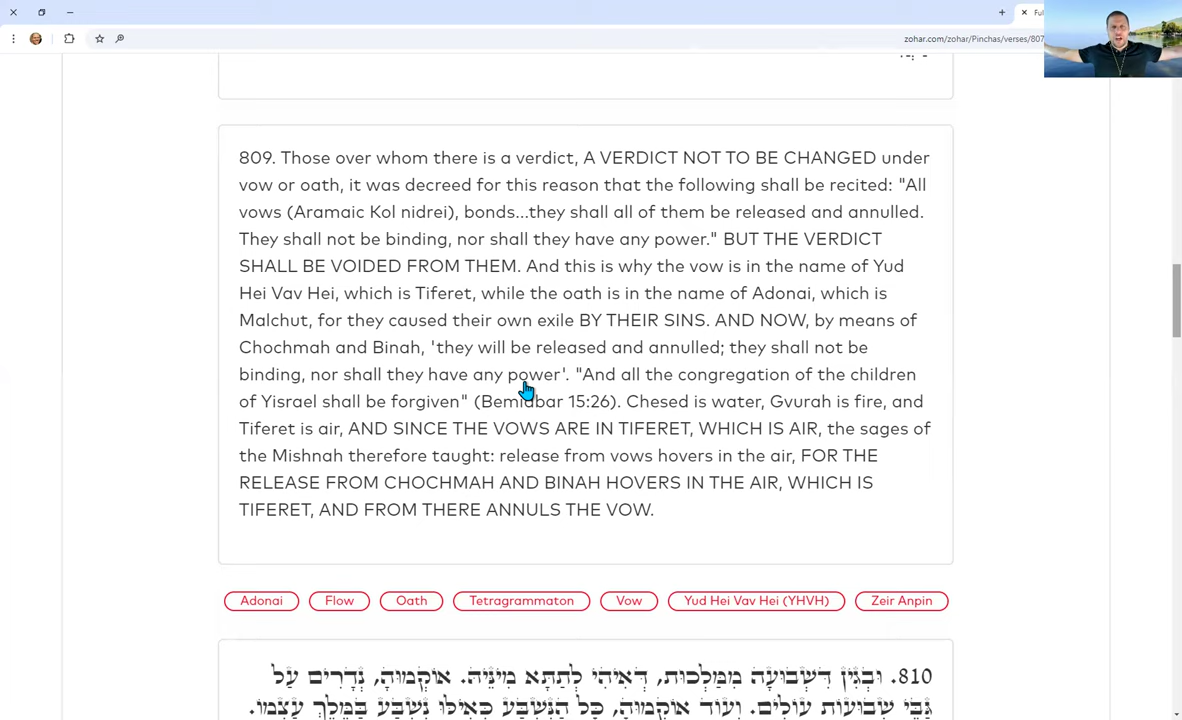 zohar.com/zohar/Pinchas/verses/807
809. Those over whom there is a verdict, A VERDICT NOT TO BE CHANGED under
vow or oath, it was decreed for this reason that the following shall be recited: "All
vows (Aramaic Kol nidrei), bonds...they shall all of them be released and annulled.
They shall not be binding, nor shall they have any power." BUT THE VERDICT
SHALL BE VOIDED FROM THEM. And this is why the vow is in the name of Yud
Hei Vav Hei, which is Tiferet, while the oath is in the name of Adonai, which is
Malchut, for they caused their own exile BY THEIR SINS. AND NOW, by means of
Chochmah and Binah, 'they will be released and annulled; they shall not be
binding, nor shall they have any power'. "And all the congregation of the children
of Yisrael shall be forgiven" (Bemidbar 15:26). Chesed is water, Gvurah is fire, and
Tiferet is air, AND SINCE THE VOWS ARE IN TIFERET, WHICH IS AIR, the sages of
the Mishnah therefore taught: release from vows hovers in the air, FOR THE
RELEASE FROM CHOCHMAH AND BINAH HOVERS IN THE AIR, WHICH IS
TIFERET, AND FROM THERE ANNULS THE VOW.
Adonai Flow Oath Tetragrammaton Vow Yud Hei Vav Hei (YHVH) Zeir Anpin
810. וּבְגִין דִּשְׁבוּעָה מִמַּלְכוּת, דְּאִיהִי לְתַתָּא מִינֵּיהּ. אוֹקְמוּהָ, נְדָרִים עַל
גַּבֵּי שְׁבוּעוֹת עוֹלִים. וְעוֹד אוֹקְמוּהָ, כָּל הַנִּשְׁבַּע כְּאִילּוּ נִשְׁבַּע בַּמֶּלֶךְ עַצְמוֹ.